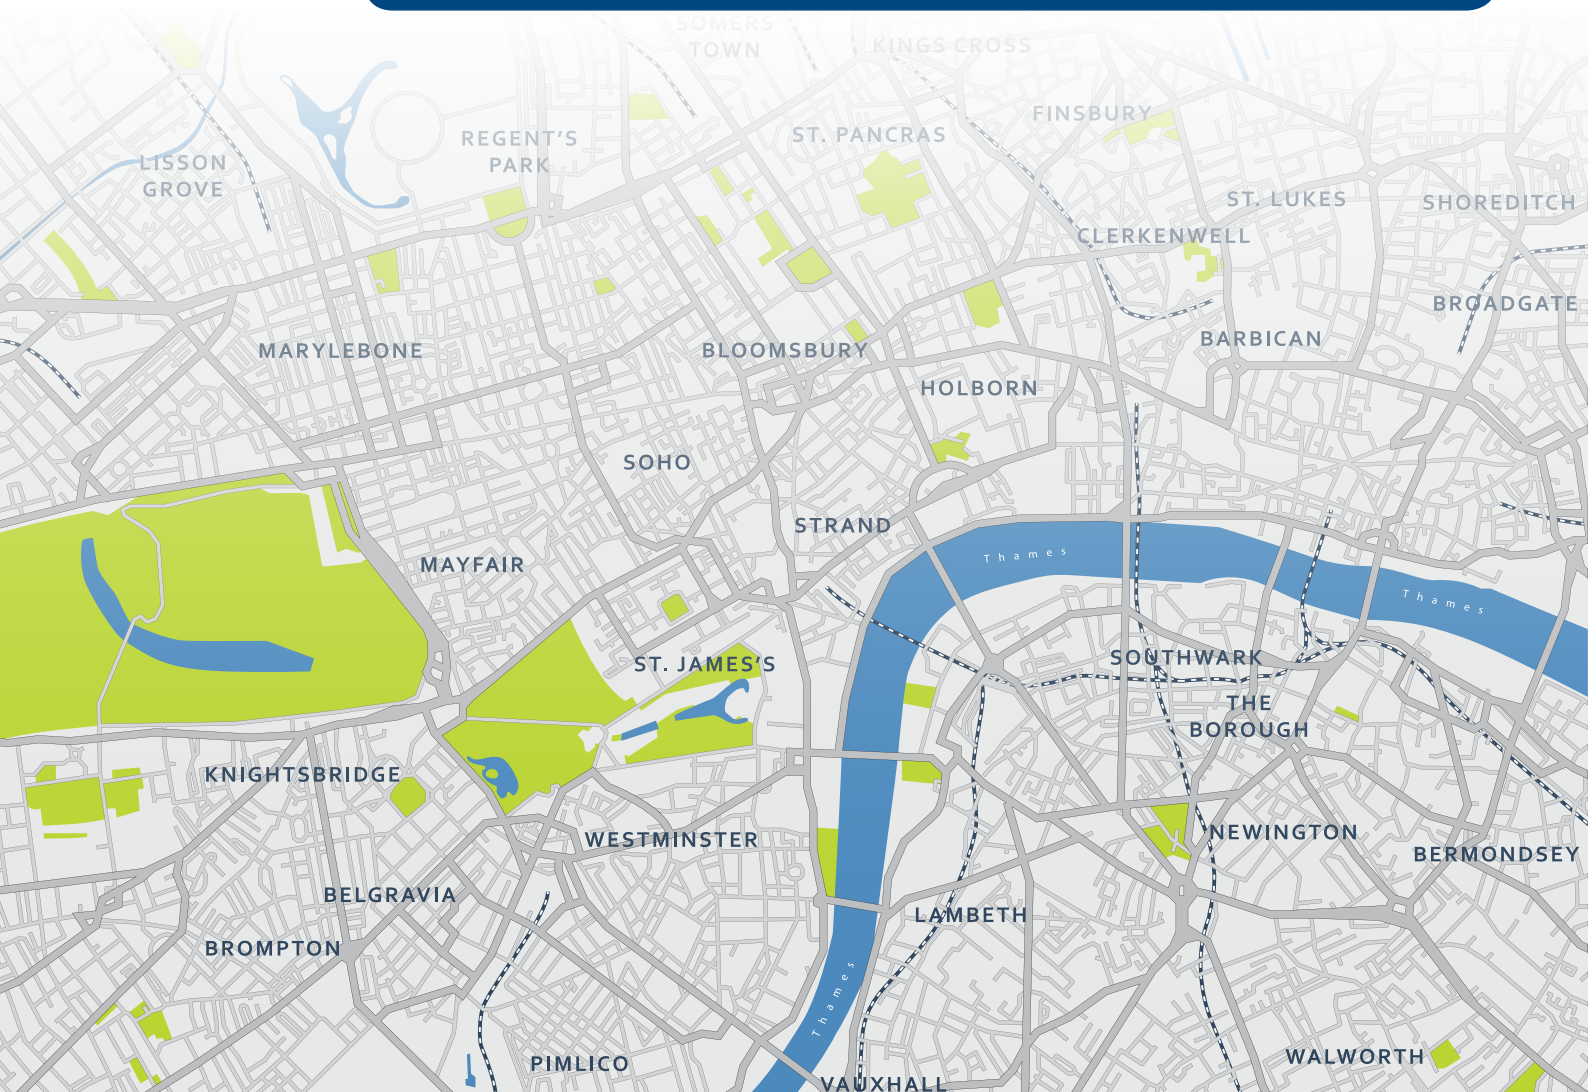 SOMERS
TOWN
KINGS CROSS
FINSBURY
REGENT'S
PARK
ST. PANCRAS
LISSON
GROVE
ST. LUKES
SHOREDITCH
CLERKENWELL
BROADGATE
MARYLEBONE
BLOOMSBURY
BARBICAN
HOLBORN
SOHO
STRAND
MAYFAIR
Thames
Thames
ST. JAMES'S
SOUTHWARK
THE
BOROUGH
KNIGHTSBRIDGE
WESTMINSTER
NEWINGTON
BERMONDSEY
BELGRAVIA
LAMBETH
BROMPTON
Thames
PIMLICO
WALWORTH
VAUXHALL